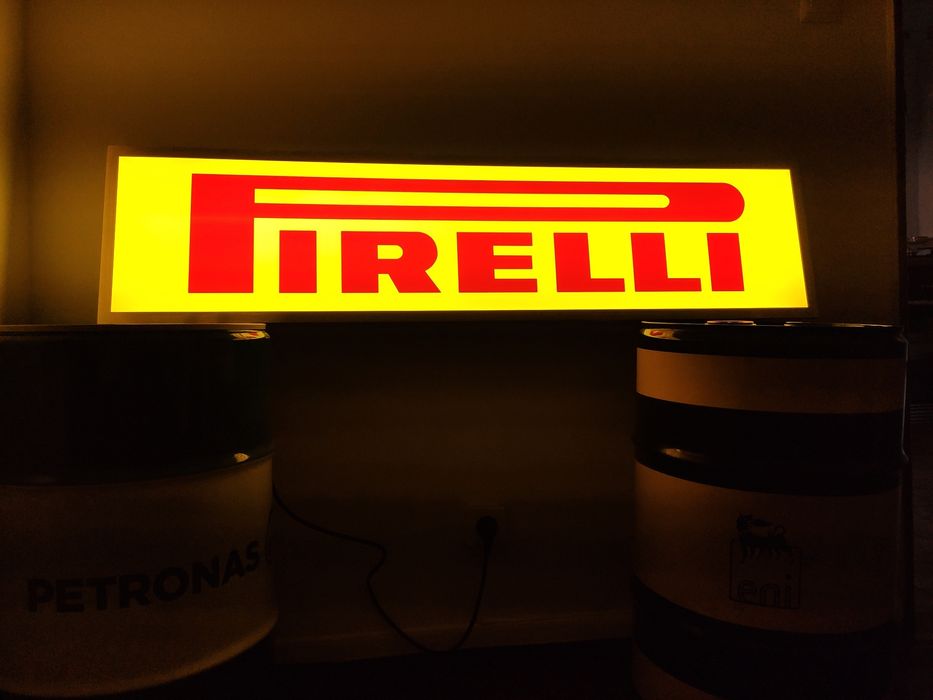 PIRELLI
PETRONAS
eni